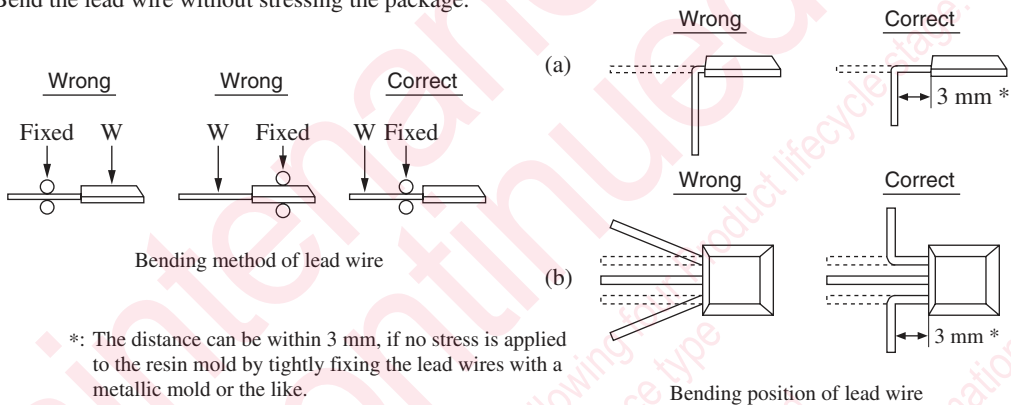 Bend the lead wire without stressing the package.
Wrong Wrong Correct
Fixed W W Fixed W Fixed
Bending method of lead wire
*: The distance can be within 3 mm, if no stress is applied
to the resin mold by tightly fixing the lead wires with a
metallic mold or the like.
Wrong Correct
(a)
3 mm *
Wrong Correct
(b)
3 mm *
Bending position of lead wire
product lifecycle stage.